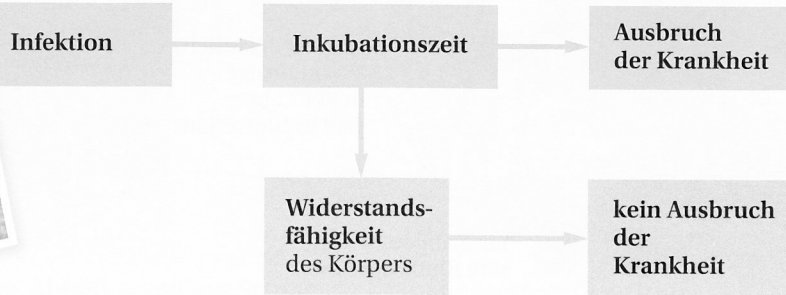 Infektion
Inkubationszeit
Ausbruch
der Krankheit
Widerstands-
fähigkeit
des Körpers
kein Ausbruch
der
Krankheit